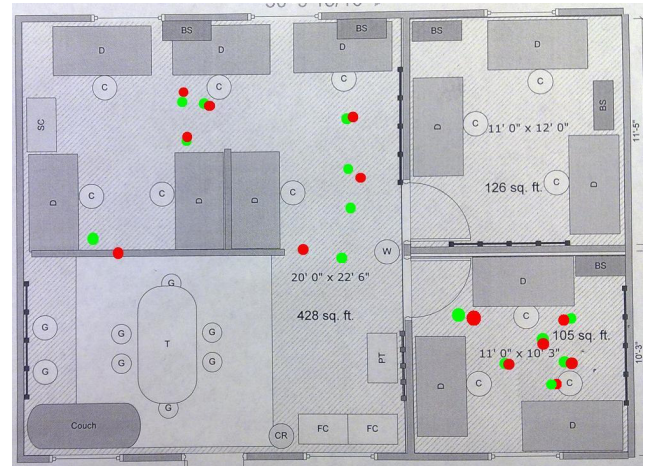 BS
BS
BS
D
D
D
D
C
C
C
C
SC
D
BS
C
11' 0" x 12' 0"
11'-5"
126 sq. ft.
C
D
D
C
C
D
D
C
D
W
G
20' 0" x 22' 6"
BS
D
428 sq. ft.
C
G
G
T
G
105 sq. ft.
G
G
PT
11' 0" x 10' 3"
10'-3"
G
D
C
C
G
Couch
CR
FC
FC
D